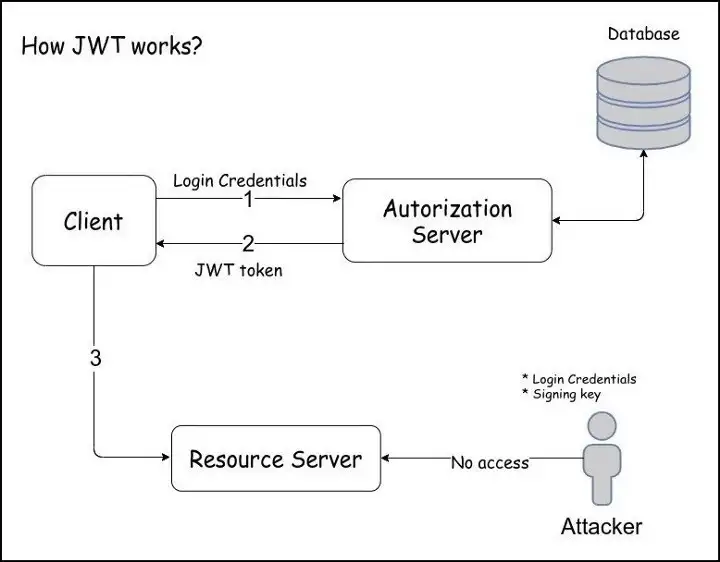 How JWT works?
Database
Login Credentials
1
Client
Autorization
Server
2
JWT token
3
* Login Credentials
* Signing key
Resource Server
No access
Attacker